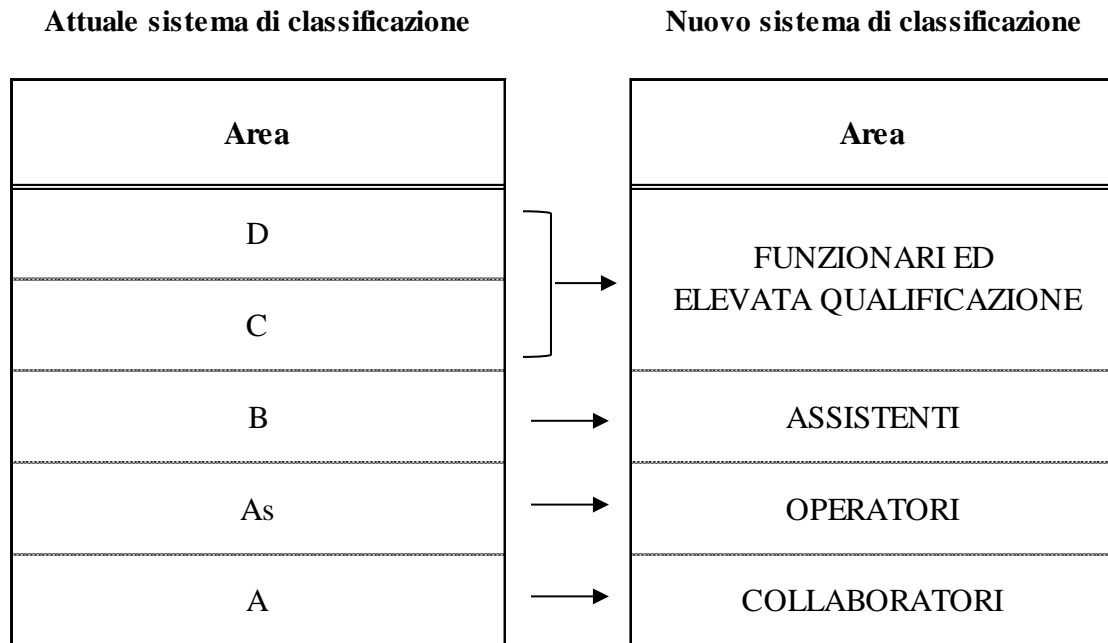 Attuale sistema di classificazione
Nuovo sistema di classificazione
Area
Area
D
C
B
As
A
FUNZIONARI ED
ELEVATA QUALIFICAZIONE
ASSISTENTI
OPERATORI
COLLABORATORI